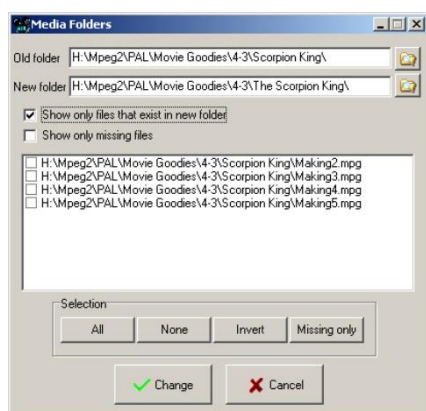 Media Folders
Old folder H:\Mpeg2\PAL\Movie Goodies\4-3\Scorpion King\
New folder H:\Mpeg2\PAL\Movie Goodies\4-3\The Scorpion King\
Show only files that exist in new folder
Show only missing files
H:\Mpeg2\PAL\Movie Goodies\4-3\Scorpion King\Making2.mpg
H:\Mpeg2\PAL\Movie Goodies\4-3\Scorpion King\Making3.mpg
H:\Mpeg2\PAL\Movie Goodies\4-3\Scorpion King\Making4.mpg
H:\Mpeg2\PAL\Movie Goodies\4-3\Scorpion King\Making5.mpg
Selection
All None Invert Missing only
Change Cancel